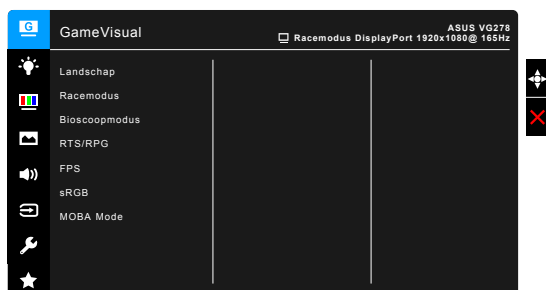 G
GameVisual
ASUS VG278
Racemodus DisplayPort 1920x1080@ 165Hz
Landschap
Racemodus
Bioscoopmodus
RTS/RPG
FPS
sRGB
MOBA Mode